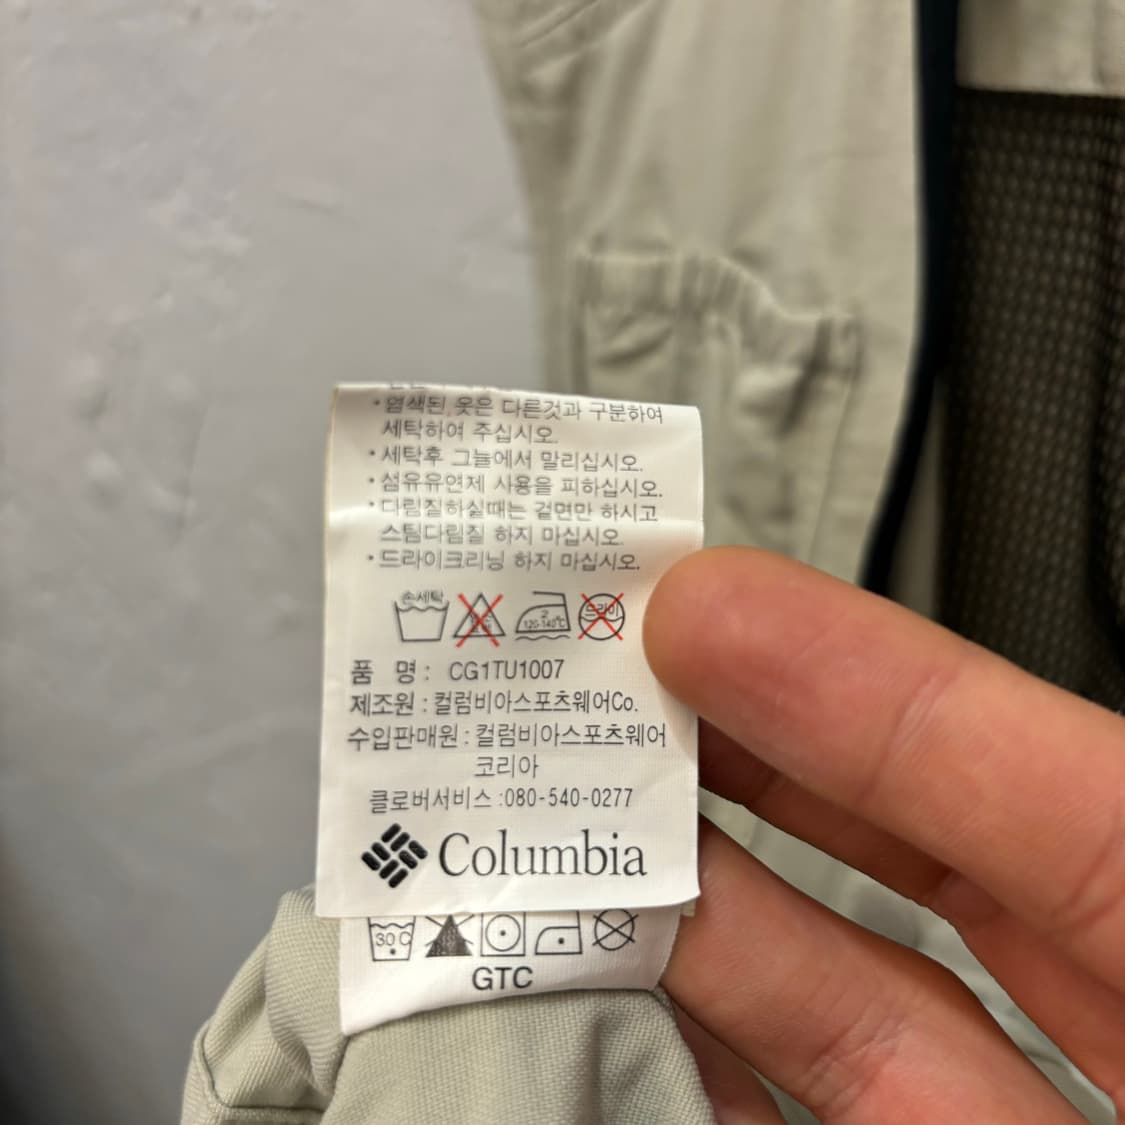 • 염색된 옷은 다른것과 구분하여
세탁하여 주십시오.
• 세탁후 그늘에서 말리십시오.
• 섬유유연제 사용을 피하십시오.
• 다림질하실때는 겉면만 하시고
스팀다림질 하지 마십시오.
• 드라이크리닝 하지 마십시오.
손세탁
2
120-140℃
드라이
품 명 : CG1TU1007
제조원 : 컬럼비아스포츠웨어Co.
수입판매원 : 컬럼비아스포츠웨어
코리아
클로버서비스 :080-540-0277
Columbia
30 C
GTC